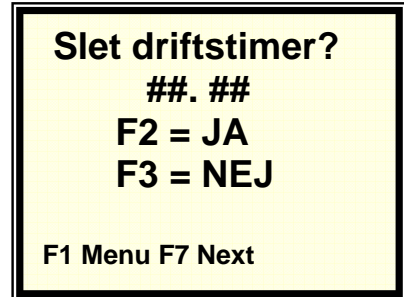 Slet driftstimer?
##. ##
F2 = JA
F3 = NEJ
F1 Menu F7 Next